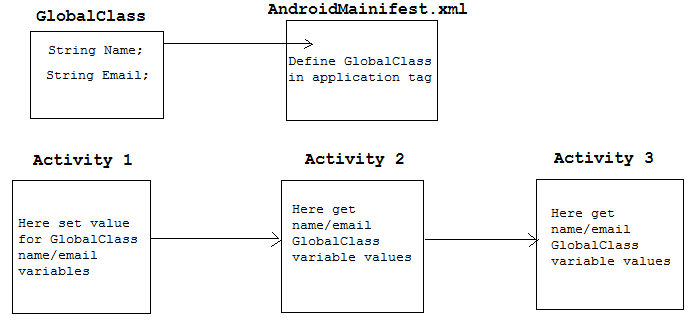 GlobalClass
AndroidMainifest.xml
String Name;
String Email;
Define GlobalClass
in application tag
Activity 1
Activity 2
Activity 3
Here set value
for GlobalClass
name/email
variables
Here get
name/email
GlobalClass
variable values
Here get
name/email
GlobalClass
variable values